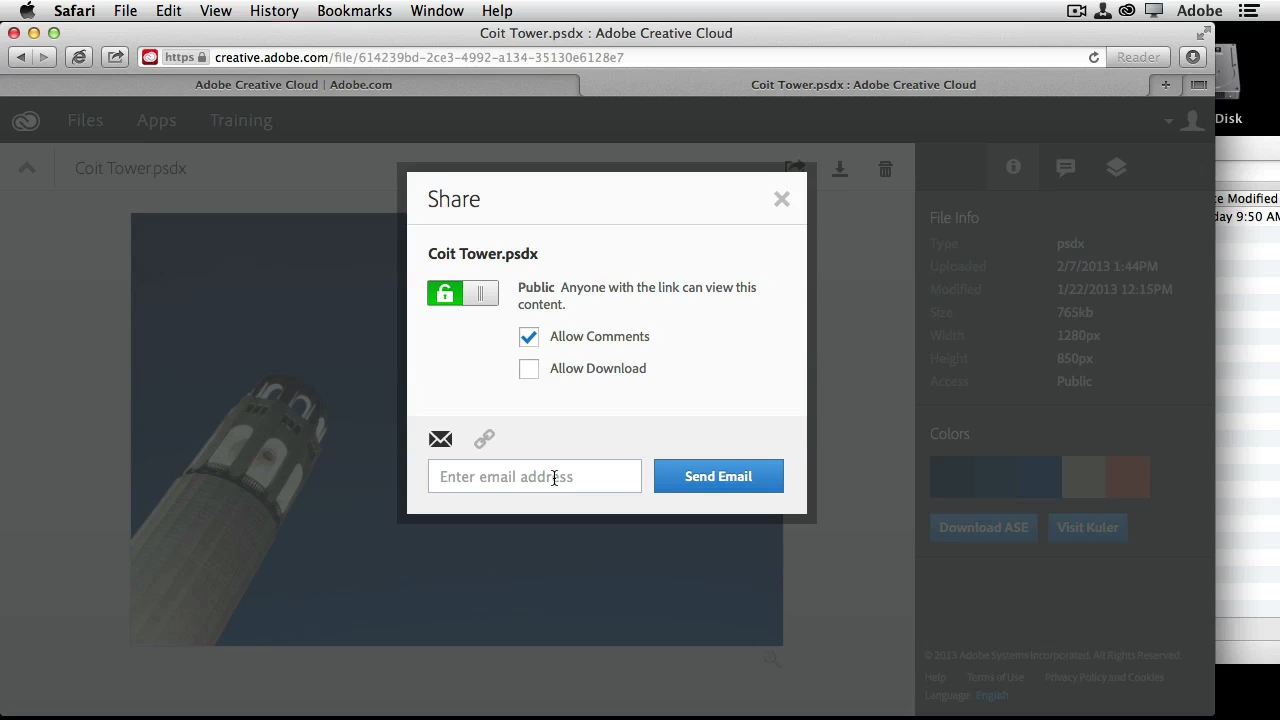 Safari File Edit View History Bookmarks Window Help Adobe
Coit Tower.psdx : Adobe Creative Cloud
https creative.adobe.com/file/614239bd-2ce3-4992-a134-35130e6128e7 Reader
Adobe Creative Cloud | Adobe.com
Coit Tower.psdx : Adobe Creative Cloud
Disk
Files Apps Training
Coit Tower.psdx
Share
Coit Tower.psdx
Public Anyone with the link can view this
content.
Allow Comments
Allow Download
Enter email address
Send Email
File Info
Type psdx
Uploaded 2/7/2013 1:44PM
Modified 1/22/2013 12:15PM
Size 765kb
Width 1280px
Height 850px
Access Public
Colors
Download ASE Visit Kuler
© 2013 Adobe Systems Incorporated. All Rights Reserved.
Help Terms of Use Privacy Policy and Cookies
Language: English
te Modified
day 9:50 AM